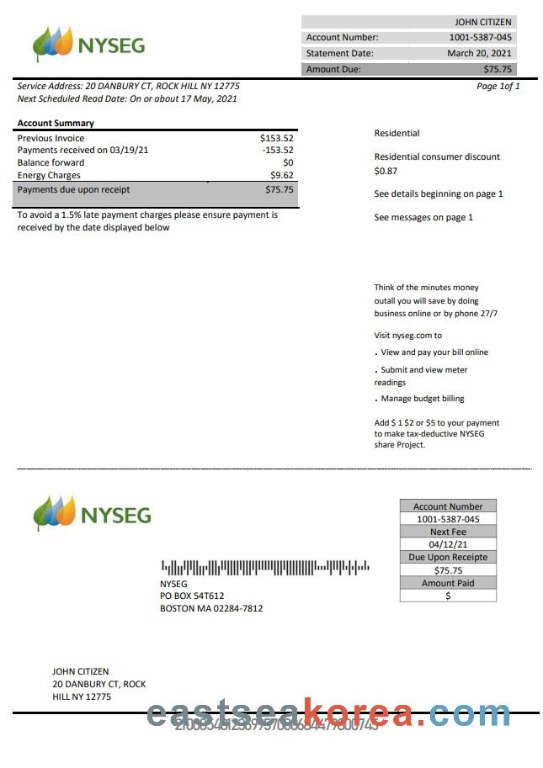 NYSEG
JOHN CITIZEN
Account Number: 1001-5387-045
Statement Date: March 20, 2021
Amount Due: $75.75
Service Address: 20 DANBURY CT, ROCK HILL NY 12775
Page 1of 1
Next Scheduled Read Date: On or about 17 May, 2021
Account Summary
Previous Invoice $153.52
Payments received on 03/19/21 -153.52
Balance forward $0
Energy Charges $9.62
Payments due upon receipt $75.75
To avoid a 1.5% late payment charges please ensure payment is
received by the date displayed below
Residential
Residential consumer discount
$0.87
See details beginning on page 1
See messages on page 1
Think of the minutes money
outall you will save by doing
business online or by phone 27/7
Visit nyseg.com to
. View and pay your bill online
. Submit and view meter
readings
. Manage budget billing
Add $ 1 $2 or $5 to your payment
to make tax-deductive NYSEG
share Project.
NYSEG
Account Number
1001-5387-045
Next Fee
04/12/21
Due Upon Receipte
$75.75
Amount Paid
$
NYSEG
PO BOX 54T612
BOSTON MA 02284-7812
JOHN CITIZEN
20 DANBURY CT, ROCK
HILL NY 12775
eastseakorea.com